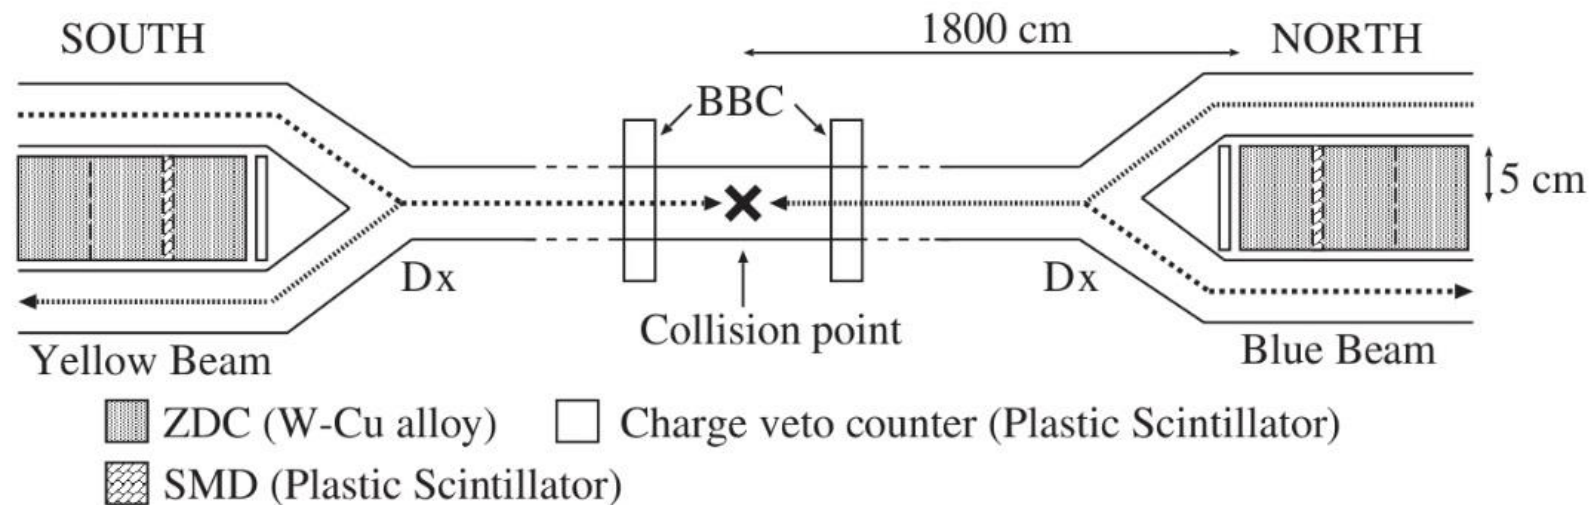 SOUTH
1800 cm
NORTH
BBC
5 cm
Dx
Dx
Collision point
Yellow Beam
Blue Beam
ZDC (W-Cu alloy)
Charge veto counter (Plastic Scintillator)
SMD (Plastic Scintillator)